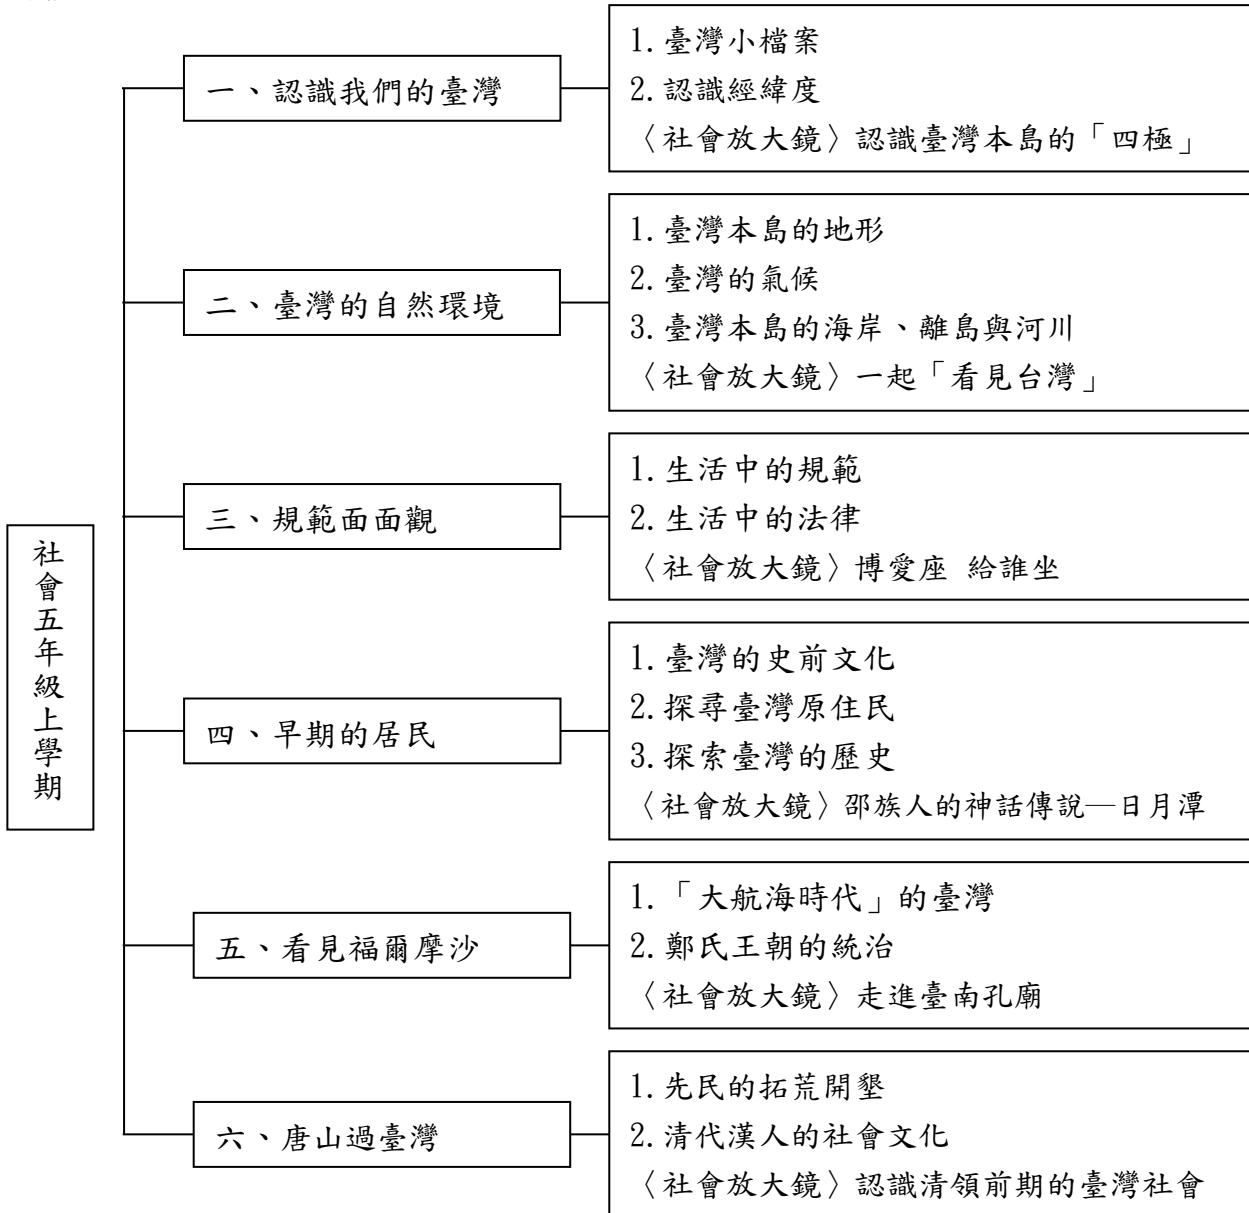 社會五年級上學期
一、認識我們的臺灣
1.臺灣小檔案
2.認識經緯度
〈社會放大鏡〉認識臺灣本島的「四極」
二、臺灣的自然環境
1.臺灣本島的地形
2.臺灣的氣候
3.臺灣本島的海岸、離島與河川
〈社會放大鏡〉一起「看見台灣」
三、規範面面觀
1.生活中的規範
2.生活中的法律
〈社會放大鏡〉博愛座 給誰坐
四、早期的居民
1.臺灣的史前文化
2.探尋臺灣原住民
3.探索臺灣的歷史
〈社會放大鏡〉邵族人的神話傳說—日月潭
五、看見福爾摩沙
1.「大航海時代」的臺灣
2.鄭氏王朝的統治
〈社會放大鏡〉走進臺南孔廟
六、唐山過臺灣
1.先民的拓荒開墾
2.清代漢人的社會文化
〈社會放大鏡〉認識清領前期的臺灣社會